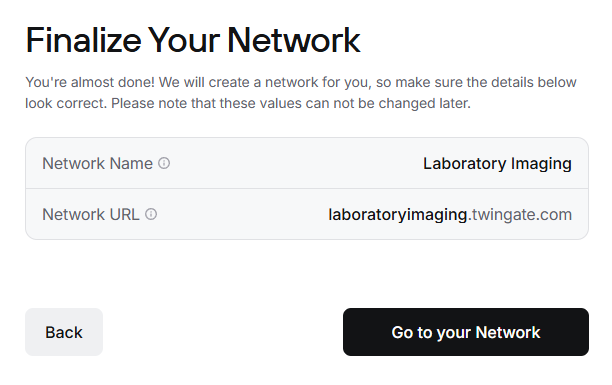 Finalize Your Network
You're almost done! We will create a network for you, so make sure the details below
look correct. Please note that these values can not be changed later.
Network Name
Laboratory Imaging
Network URL
laboratoryimaging.twingate.com
Back
Go to your Network